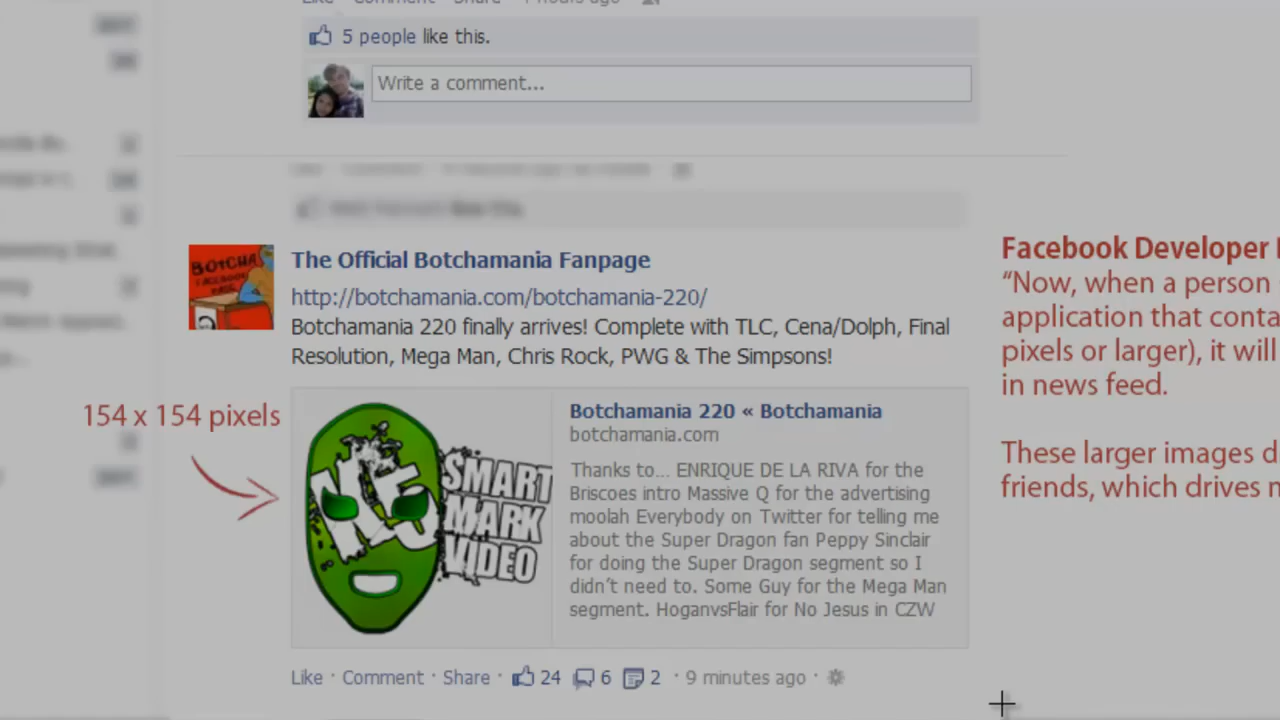 5 people like this.
Write a comment...
BOTCHA
The Official Botchamania Fanpage
http://botchamania.com/botchamania-220/
Botchamania 220 finally arrives! Complete with TLC, Cena/Dolph, Final
Resolution, Mega Man, Chris Rock, PWG & The Simpsons!
154 x 154 pixels
SMART
MARK
VIDEO
Botchamania 220 « Botchamania
botchamania.com
Thanks to... ENRIQUE DE LA RIVA for the
Briscoes intro Massive Q for the advertising
moolah Everybody on Twitter for telling me
about the Super Dragon fan Peppy Sinclair
for doing the Super Dragon segment so I
didn't need to. Some Guy for the Mega Man
segment. HoganvsFlair for No Jesus in CZW
Like · Comment · Share · 24 6 2 · 9 minutes ago ·
Facebook Developer
“Now, when a person
application that conta
pixels or larger), it will
in news feed.
These larger images d
friends, which drives